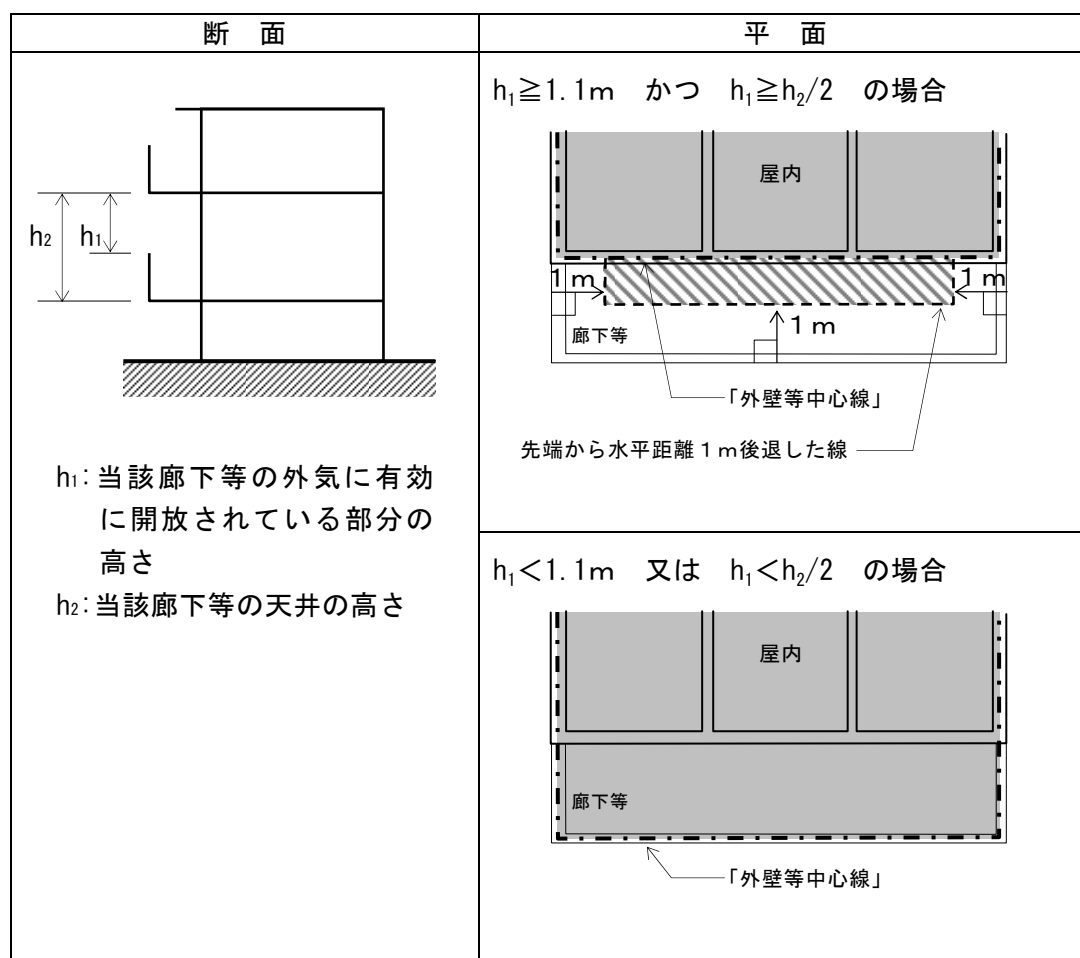 断　面
平　面
h2
h1
h1:当該廊下等の外気に有効
に開放されている部分の
高さ
h2:当該廊下等の天井の高さ
h₁≧1.1m　かつ　h₁≧h₂/2　の場合
屋内
1m
1m
廊下等
1m
「外壁等中心線」
先端から水平距離1m後退した線
h₁<1.1m　又は　h₁<h₂/2　の場合
屋内
廊下等
「外壁等中心線」